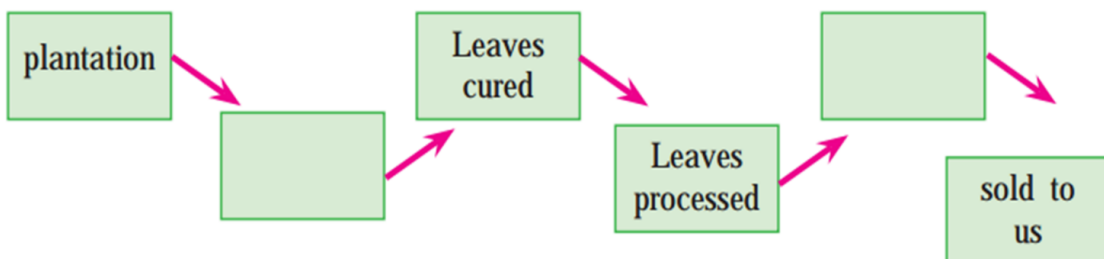 plantation
Leaves
cured
Leaves
processed
sold to
us